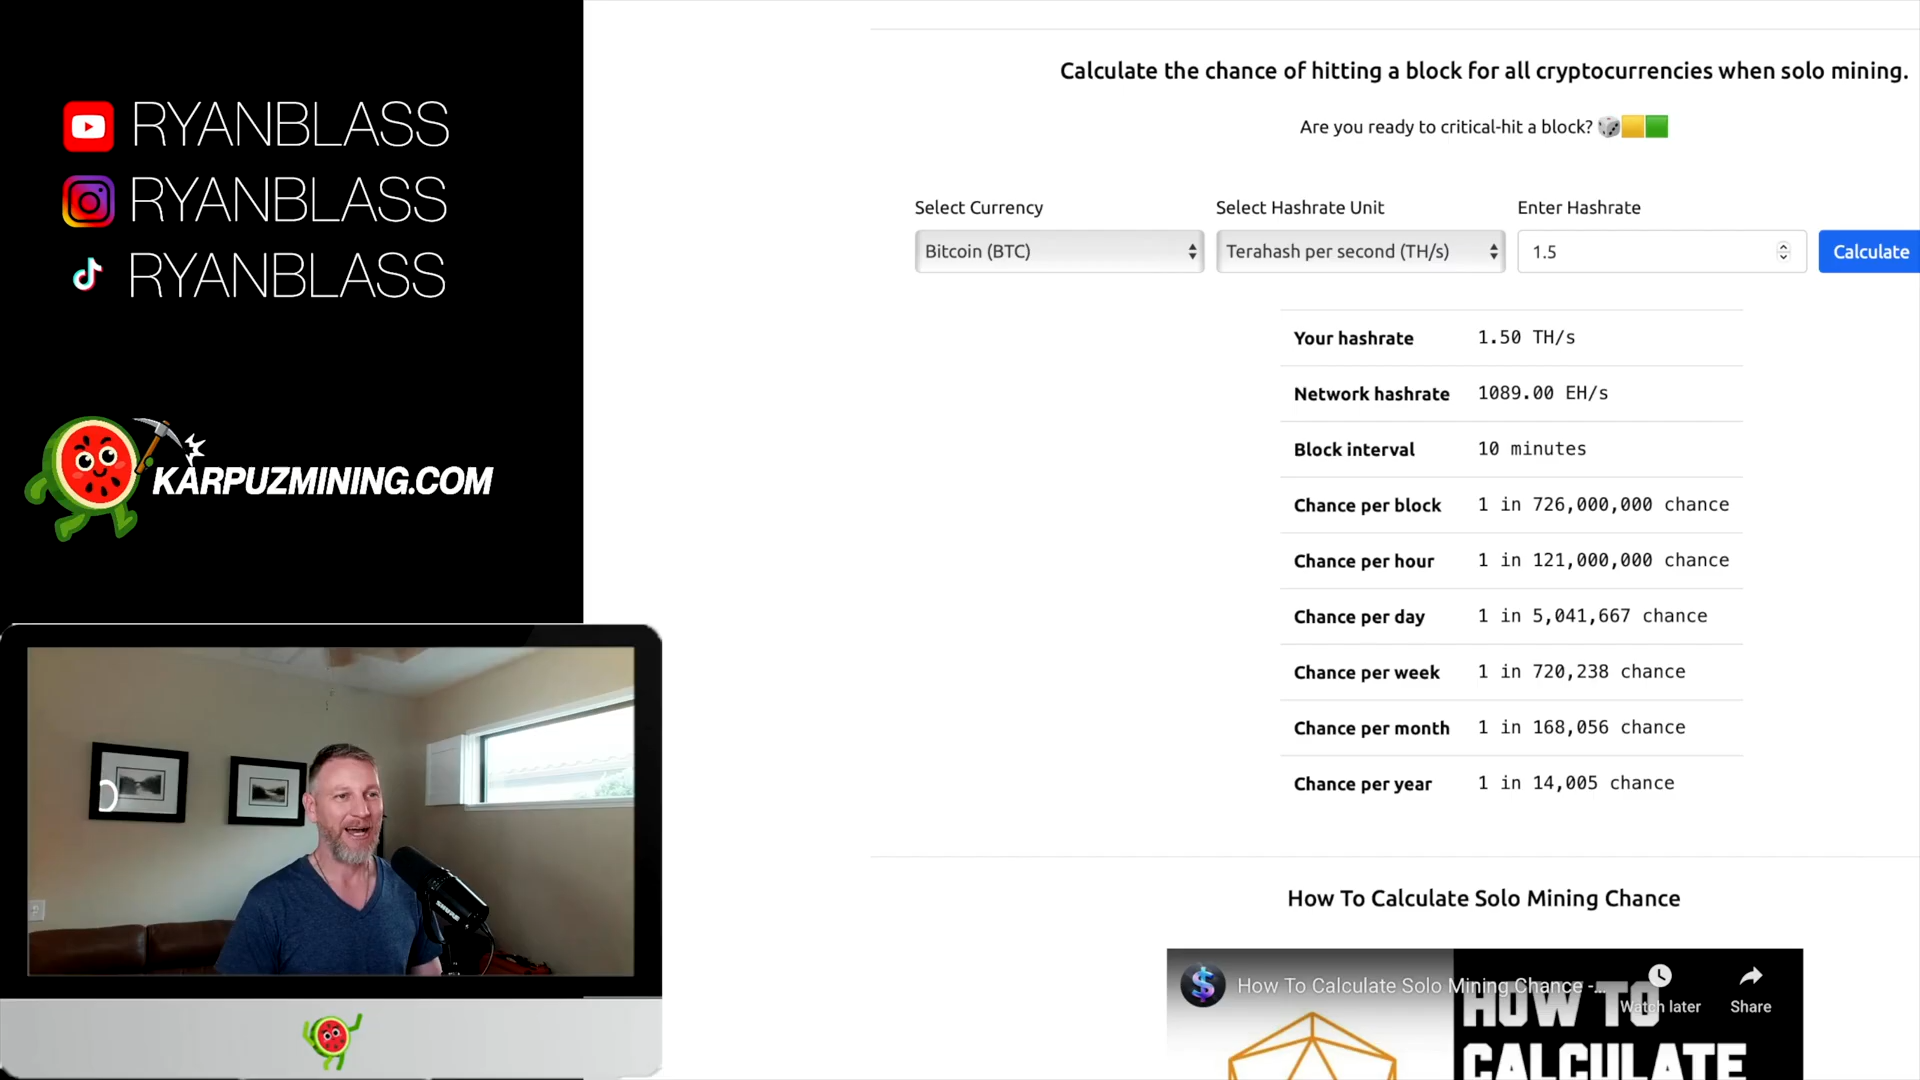 RYANBLASS
RYANBLASS
RYANBLASS
KARPUZMINING.COM
Calculate the chance of hitting a block for all cryptocurrencies when solo mining.
Are you ready to critical-hit a block? 🎲🟨🟩
Select Currency
Select Hashrate Unit
Enter Hashrate
Bitcoin (BTC)
Terahash per second (TH/s)
1.5
Calculate
Your hashrate 1.50 TH/s
Network hashrate 1089.00 EH/s
Block interval 10 minutes
Chance per block 1 in 726,000,000 chance
Chance per hour 1 in 121,000,000 chance
Chance per day 1 in 5,041,667 chance
Chance per week 1 in 720,238 chance
Chance per month 1 in 168,056 chance
Chance per year 1 in 14,005 chance
How To Calculate Solo Mining Chance
How To Calculate Solo Mining Chance -...
Watch later
Share
HOW TO
CALCULATE
SHURE